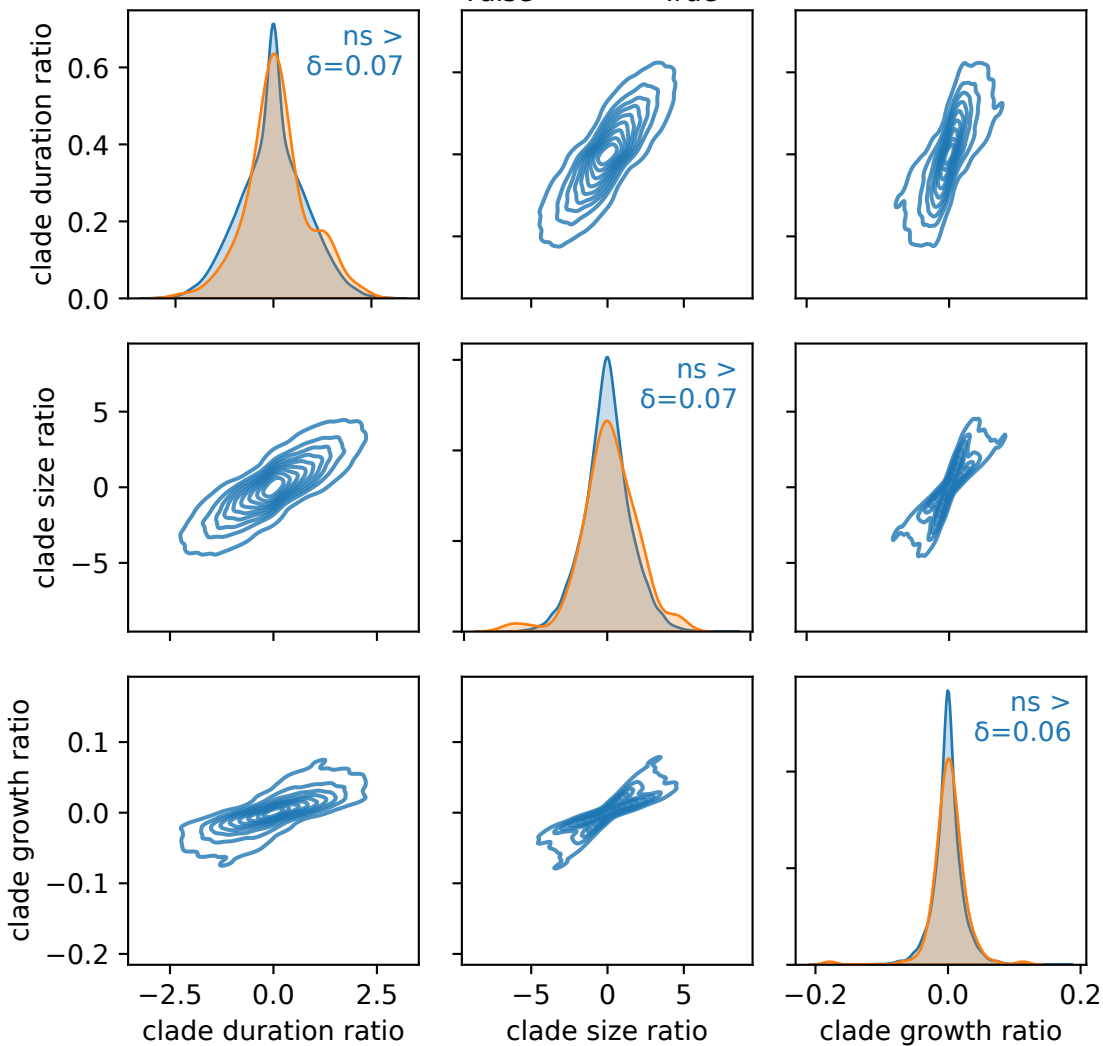 clade duration ratio
0.6
0.4
0.2
0.0
ns >
δ=0.07
clade size ratio
5
0
−5
ns >
δ=0.07
clade growth ratio
0.1
0.0
−0.1
−0.2
ns >
δ=0.06
−2.5 0.0 2.5
clade duration ratio
−5 0 5
clade size ratio
−0.2 0.0 0.2
clade growth ratio